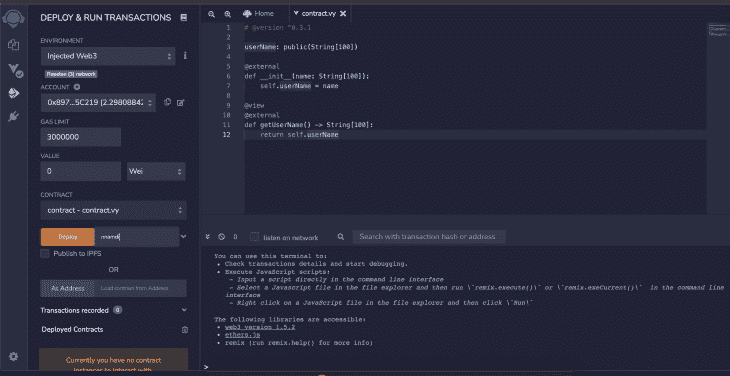 DEPLOY & RUN TRANSACTIONS
ENVIRONMENT
Injected Web3
Ropsten (3) network
ACCOUNT
0x897...5C219 (2.29808842
GAS LIMIT
3000000
VALUE
0
Wei
CONTRACT
contract - contract.vy
Deploy
nnamdi
Publish to IPFS
OR
At Address
Load contract from Address
Transactions recorded 0
Deployed Contracts
Currently you have no contract
instances to interact with.
Home
contract.vy
1 # @version ^0.3.1
2
3 userName: public(String[100])
4
5 @external
6 def __init__(name: String[100]):
7 self.userName = name
8
9 @view
10 @external
11 def getUserName() -> String[100]:
12 return self.userName
0
listen on network
Search with transaction hash or address
You can use this terminal to:
• Check transactions details and start debugging.
• Execute JavaScript scripts:
- Input a script directly in the command line interface
- Select a Javascript file in the file explorer and then run \`remix.execute()\` or \`remix.exeCurrent()\` in the command line
interface
- Right click on a JavaScript file in the file explorer and then click \`Run\`
The following libraries are accessible:
• web3 version 1.5.2
• ethers.js
• remix (run remix.help() for more info)
>